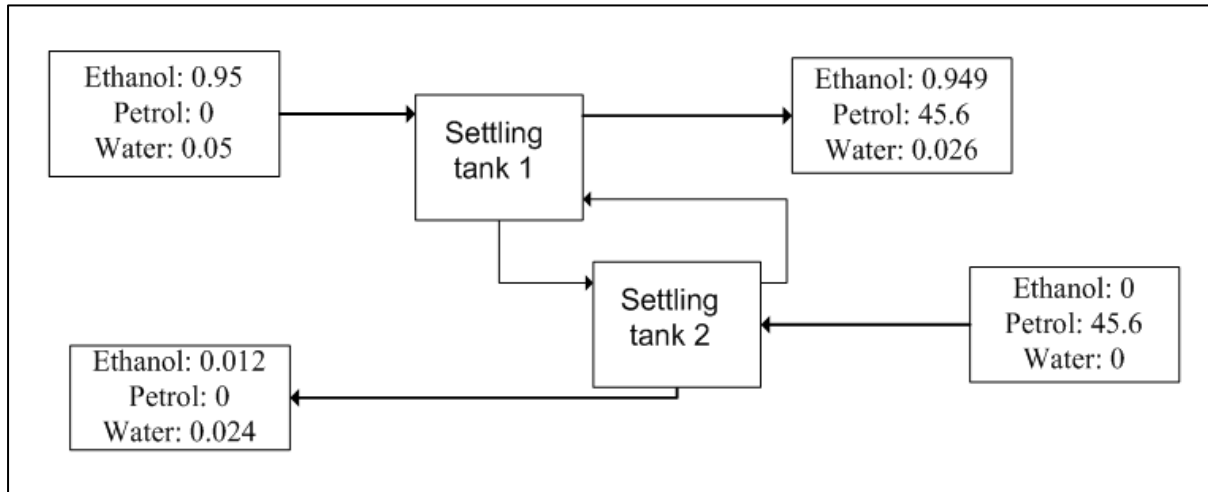 Ethanol: 0.95
Petrol: 0
Water: 0.05
Settling
tank 1
Ethanol: 0.949
Petrol: 45.6
Water: 0.026
Settling
tank 2
Ethanol: 0
Petrol: 45.6
Water: 0
Ethanol: 0.012
Petrol: 0
Water: 0.024